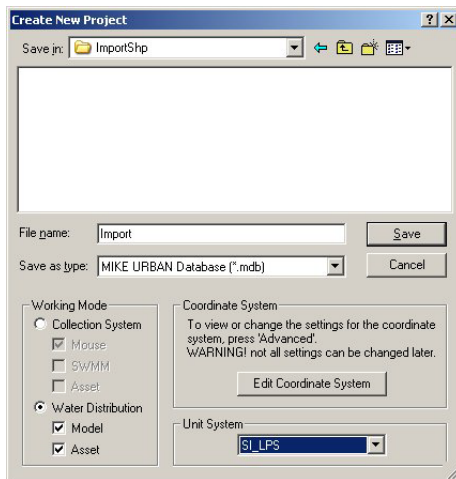 Create New Project
Save in: ImportShp
File name: Import Save
Save as type: MIKE URBAN Database (*.mdb) Cancel
Working Mode
Collection System
Mouse
SWMM
Asset
Water Distribution
Model
Asset
Coordinate System
To view or change the settings for the coordinate
system, press 'Advanced'.
WARNING! not all settings can be changed later.
Edit Coordinate System
Unit System
SI_LPS